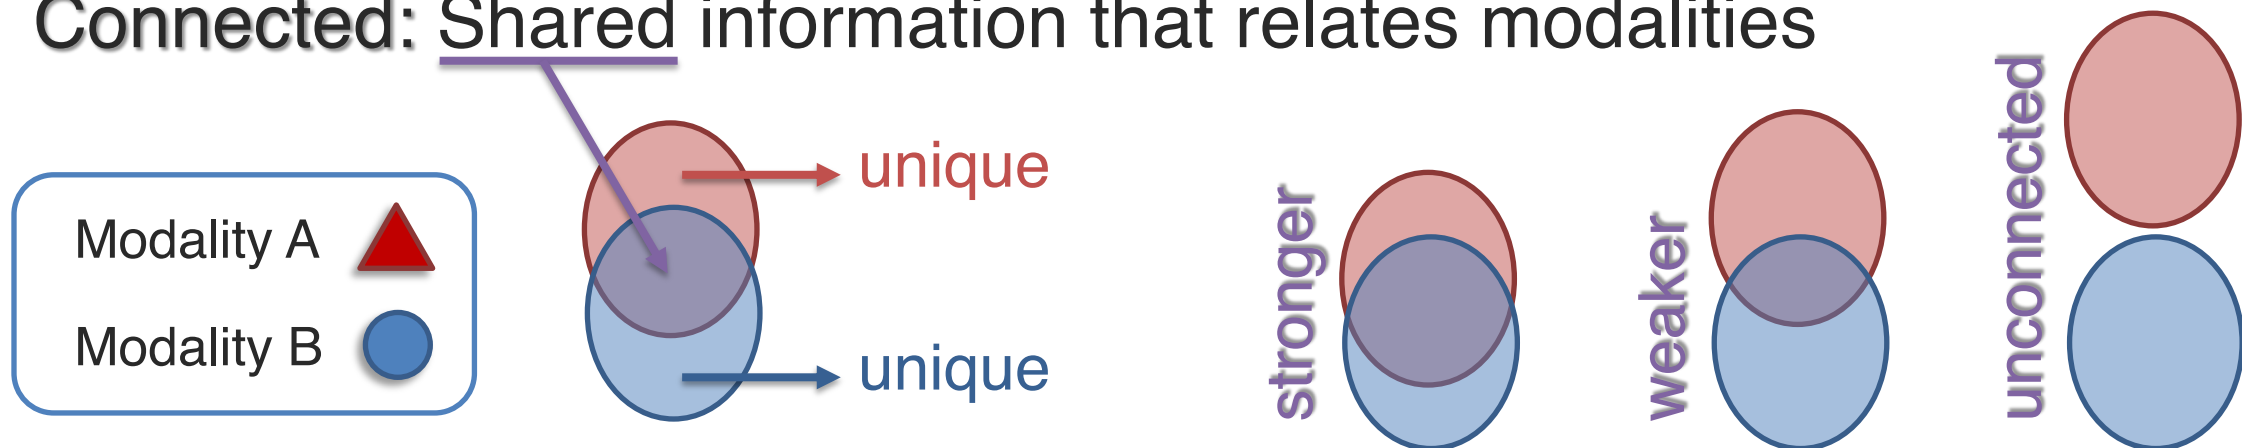 Connected: Shared information that relates modalities
unique
Modality A
Modality B
unique
stronger
weaker
unconnected